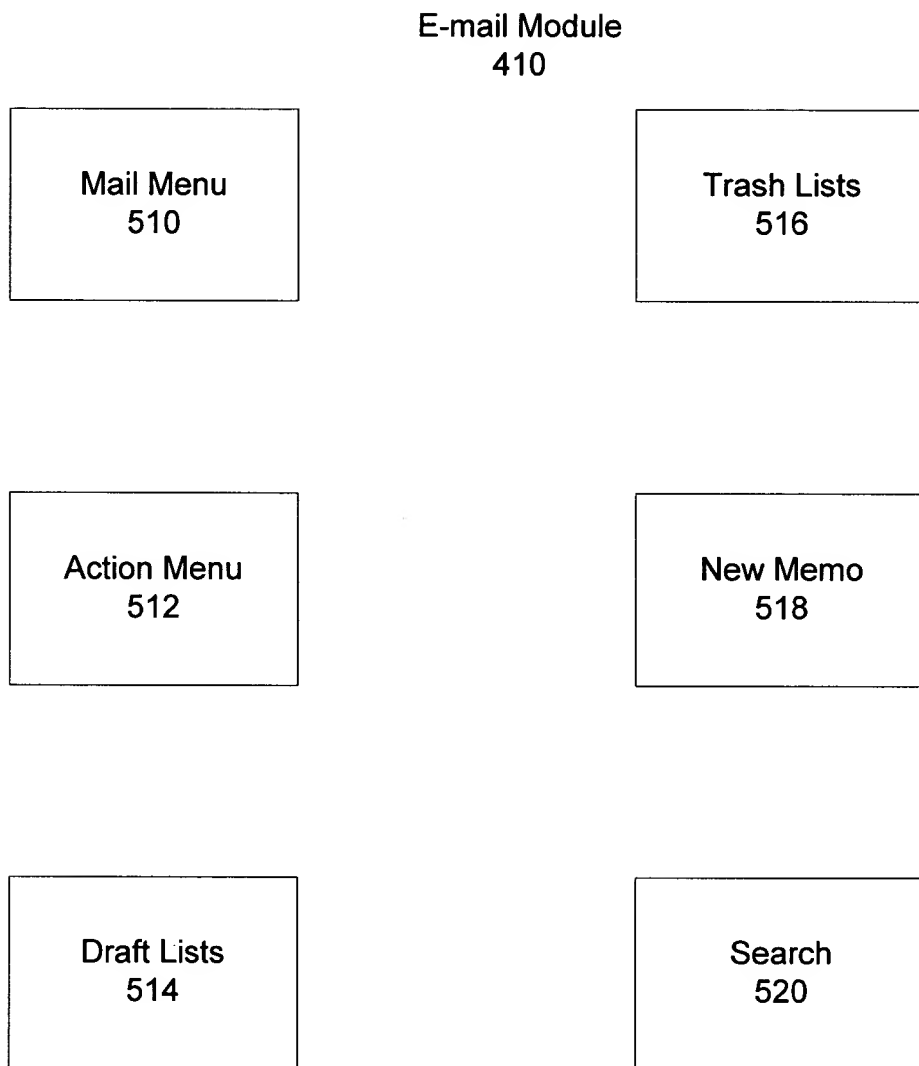 E-mail Module
410
Mail Menu
510
Trash Lists
516
Action Menu
512
New Memo
518
Draft Lists
514
Search
520